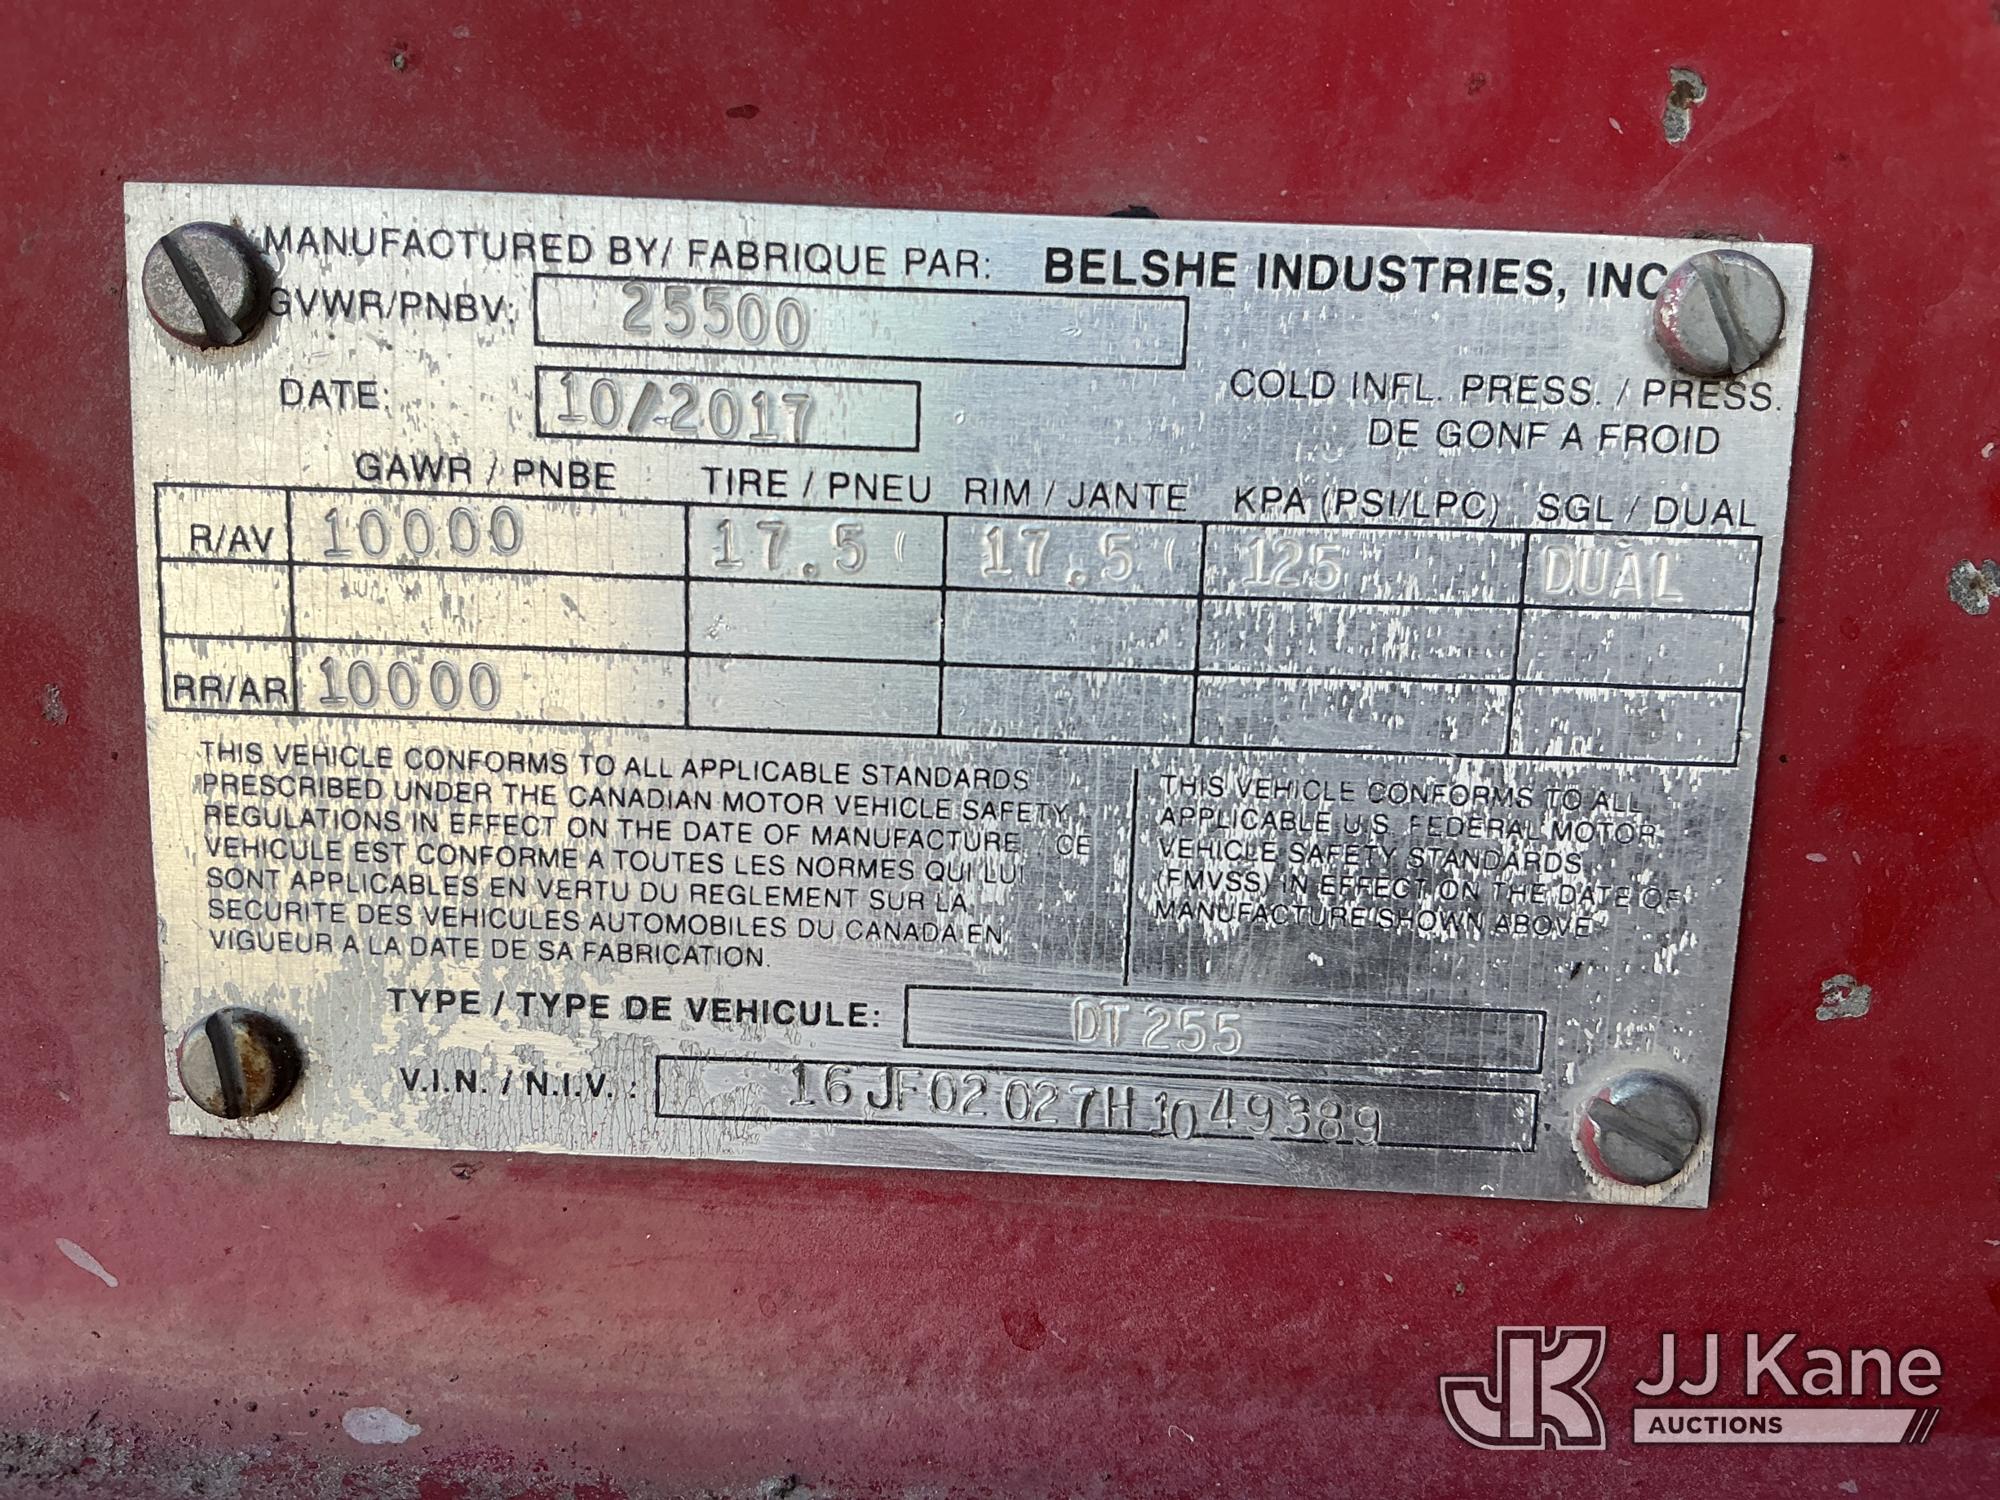 MANUFACTURED BY/ FABRIQUE PAR: BELSHE INDUSTRIES, INC
GVWR/PNBV: 25500
DATE: 10/2017
COLD INFL. PRESS. / PRESS.
DE GONF A FROID
GAWR / PNBE TIRE / PNEU RIM / JANTE KPA (PSI/LPC) SGL / DUAL
R/AV 10000 17.5 17.5 125 DUAL
RR/AR 10000
THIS VEHICLE CONFORMS TO ALL APPLICABLE STANDARDS
PRESCRIBED UNDER THE CANADIAN MOTOR VEHICLE SAFETY
REGULATIONS IN EFFECT ON THE DATE OF MANUFACTURE / CE
VEHICULE EST CONFORME A TOUTES LES NORMES QUI LUI
SONT APPLICABLES EN VERTU DU REGLEMENT SUR LA
SECURITE DES VEHICULES AUTOMOBILES DU CANADA EN
VIGUEUR A LA DATE DE SA FABRICATION.
THIS VEHICLE CONFORMS TO ALL
APPLICABLE U.S. FEDERAL MOTOR
VEHICLE SAFETY STANDARDS
(FMVSS) IN EFFECT ON THE DATE OF
MANUFACTURE SHOWN ABOVE
TYPE / TYPE DE VEHICULE: DT 255
V.I.N. / N.I.V. : 16JF02027H1049389
JK JJ Kane
AUCTIONS